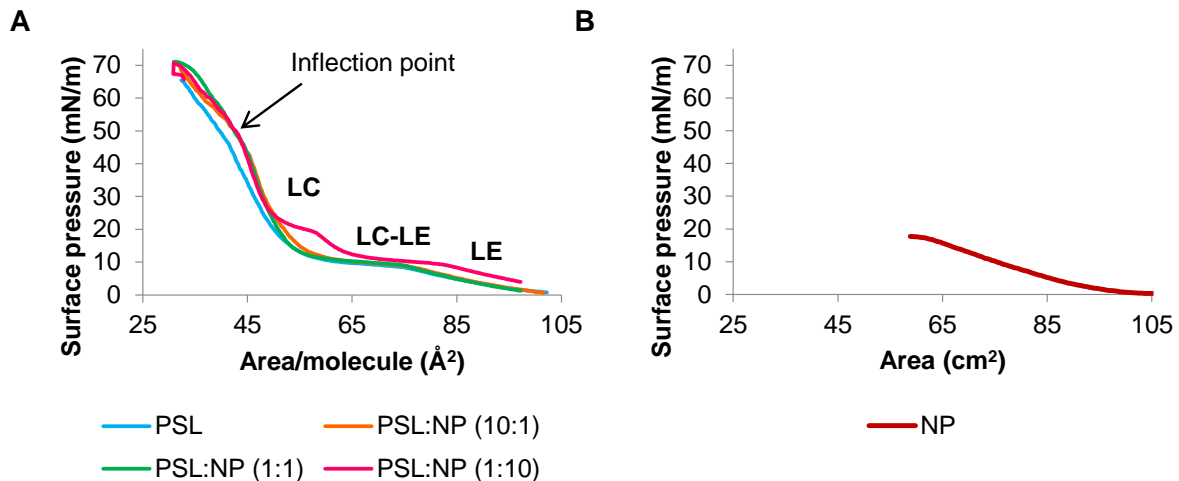 A
B
Surface pressure (mN/m)
70
60
50
40
30
20
10
0
Inflection point
LC
LC-LE
LE
25 45 65 85 105
Area/molecule (Å²)
Surface pressure (mN/m)
70
60
50
40
30
20
10
0
25 45 65 85 105
Area (cm²)
PSL PSL:NP (10:1)
PSL:NP (1:1) PSL:NP (1:10)
NP